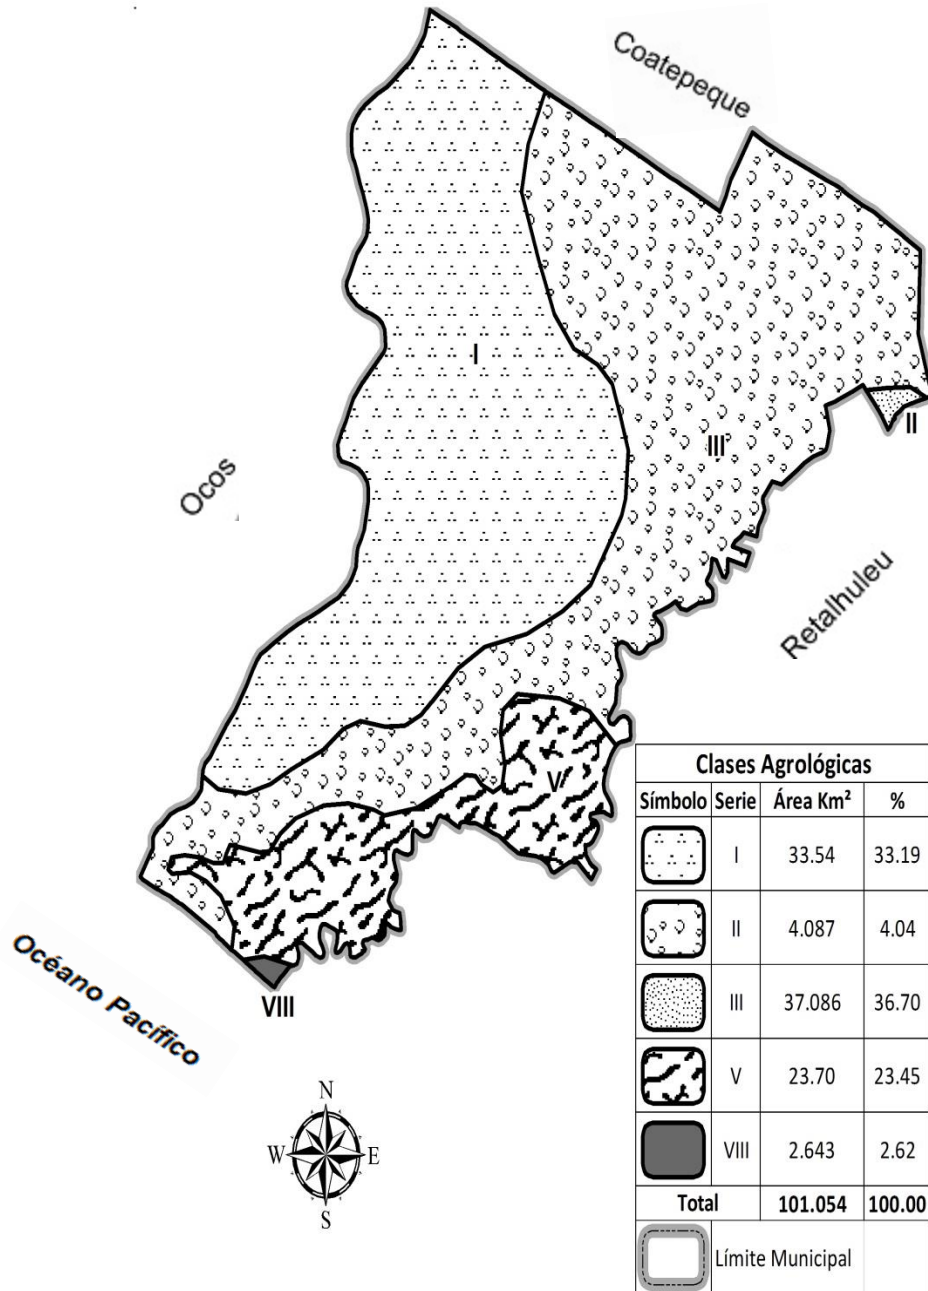 Coatepeque
I
II
III
Ocos
Retalhuleu
V
Océano Pacífico
VIII
N
W E
S
Clases Agrológicas
Símbolo Serie Área Km² %
I 33.54 33.19
II 4.087 4.04
III 37.086 36.70
V 23.70 23.45
VIII 2.643 2.62
Total 101.054 100.00
Límite Municipal